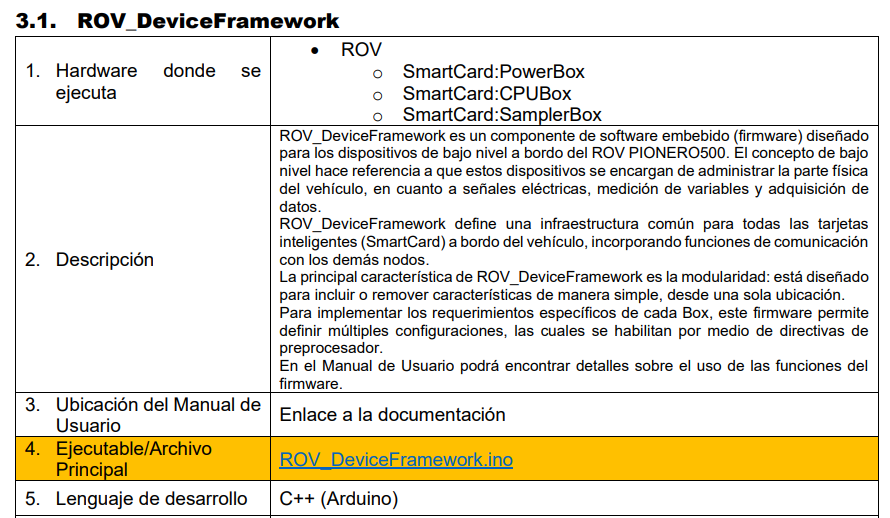 3.1. ROV_DeviceFramework
1. Hardware donde se
ejecuta
• ROV
o SmartCard:PowerBox
o SmartCard:CPUBox
o SmartCard:SamplerBox
2. Descripción
ROV_DeviceFramework es un componente de software embebido (firmware) diseñado
para los dispositivos de bajo nivel a bordo del ROV PIONERO500. El concepto de bajo
nivel hace referencia a que estos dispositivos se encargan de administrar la parte física
del vehículo, en cuanto a señales eléctricas, medición de variables y adquisición de
datos.
ROV_DeviceFramework define una infraestructura común para todas las tarjetas
inteligentes (SmartCard) a bordo del vehículo, incorporando funciones de comunicación
con los demás nodos.
La principal característica de ROV_DeviceFramework es la modularidad: está diseñado
para incluir o remover características de manera simple, desde una sola ubicación.
Para implementar los requerimientos específicos de cada Box, este firmware permite
definir múltiples configuraciones, las cuales se habilitan por medio de directivas de
preprocesador.
En el Manual de Usuario podrá encontrar detalles sobre el uso de las funciones del
firmware.
3. Ubicación del Manual de
Usuario
Enlace a la documentación
4. Ejecutable/Archivo
Principal
ROV_DeviceFramework.ino
5. Lenguaje de desarrollo
C++ (Arduino)